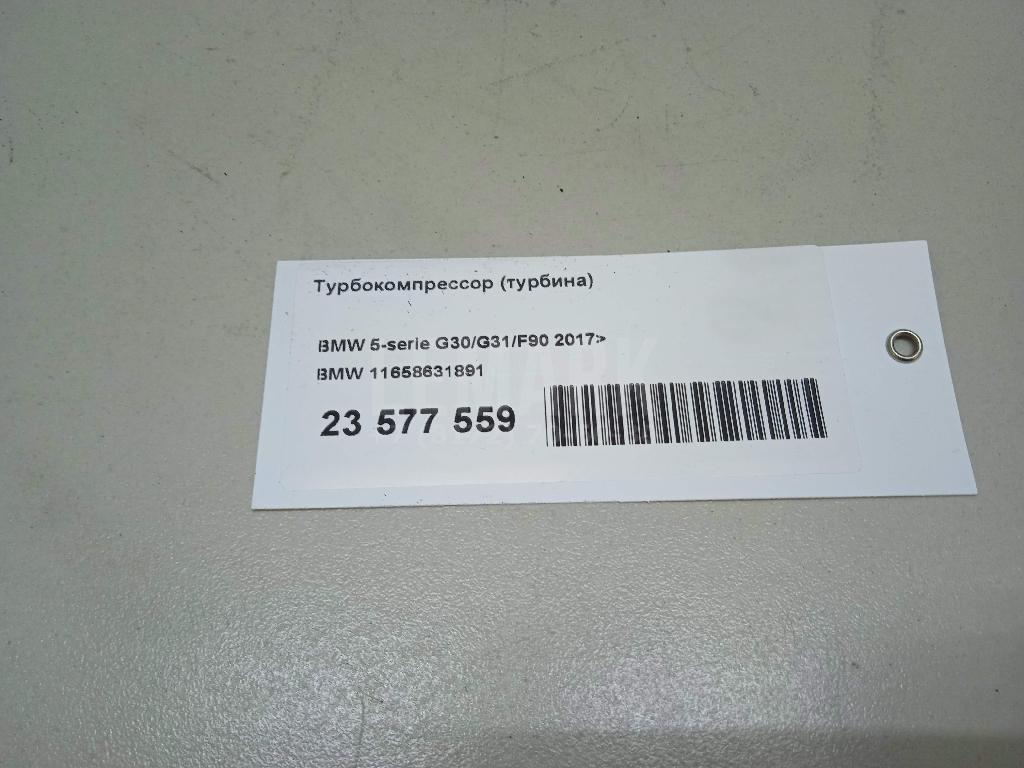 Турбокомпрессор (турбина)
BMW 5-serie G30/G31/F90 2017>
BMW 11658631891
23 577 559